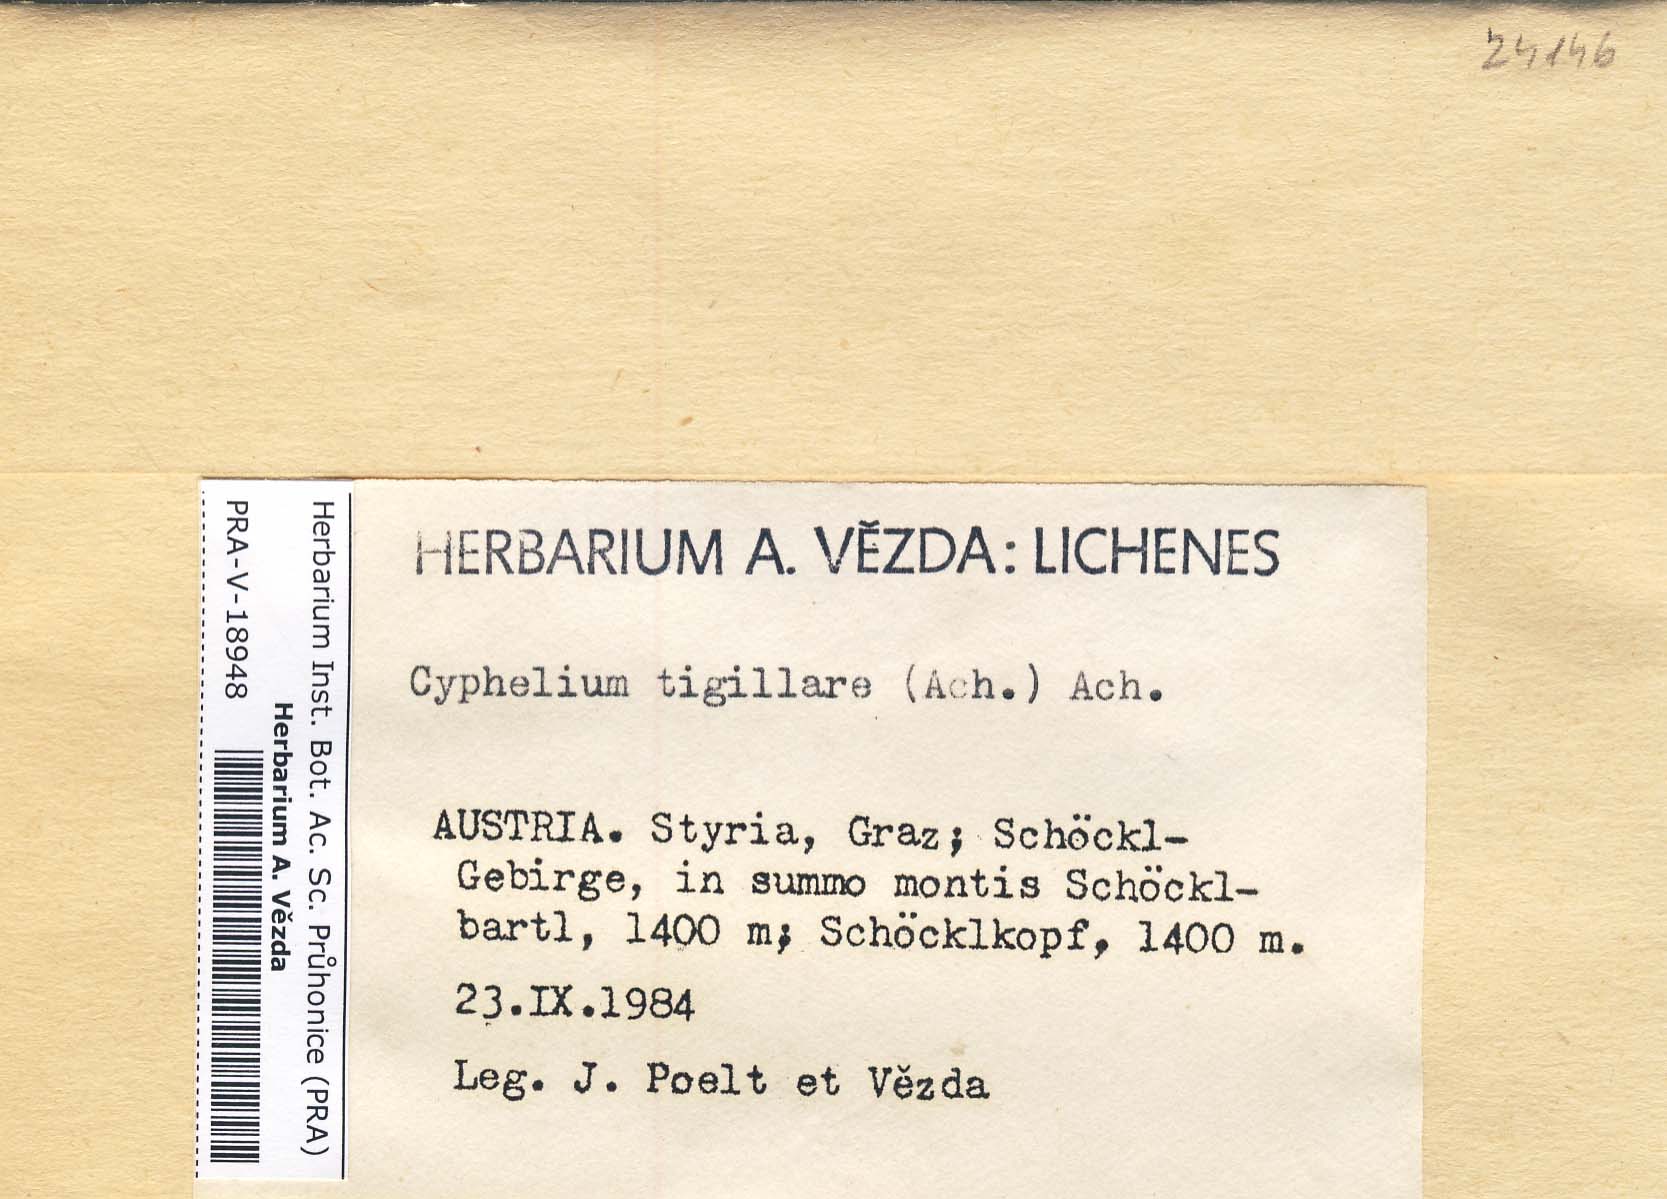 24146
HERBARIUM A. VĚZDA: LICHENES
Cyphelium tigillare (Ach.) Ach.
AUSTRIA. Styria, Graz; Schöckl-
Gebirge, in summo montis Schöckl-
bartl, 1400 m; Schöcklkopf, 1400 m.
23.IX.1984
Leg. J. Poelt et Vězda
Herbarium Inst. Bot. Ac. Sc. Průhonice (PRA)
Herbarium A. Vězda
PRA-V-18948